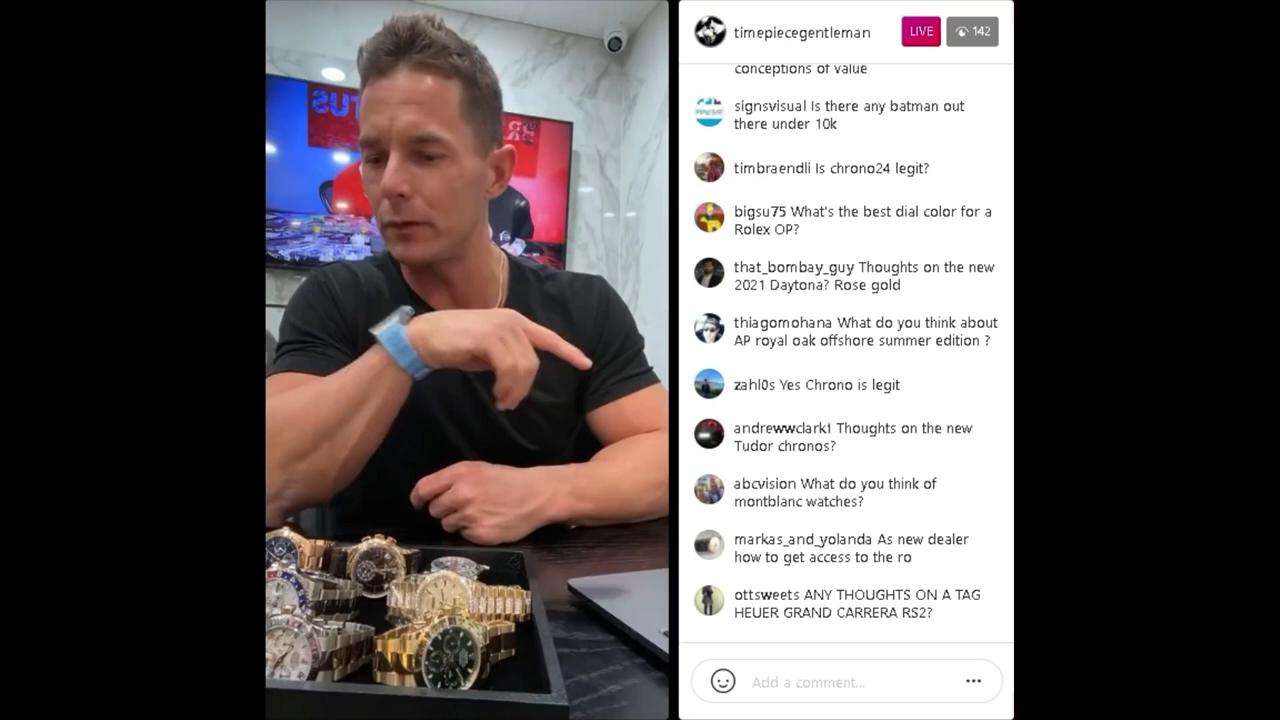 timepiecegentleman
LIVE
142
conceptions of value
signsvisual Is there any batman out
there under 10k
timbraendli Is chrono24 legit?
bigsu75 What's the best dial color for a
Rolex OP?
that_bombay_guy Thoughts on the new
2021 Daytona? Rose gold
thiagomohana What do you think about
AP royal oak offshore summer edition ?
zahl0s Yes Chrono is legit
andrewwclark1 Thoughts on the new
Tudor chronos?
abcvision What do you think of
montblanc watches?
markas_and_yolanda As new dealer
how to get access to the ro
ottsweets ANY THOUGHTS ON A TAG
HEUER GRAND CARRERA RS2?
Add a comment...